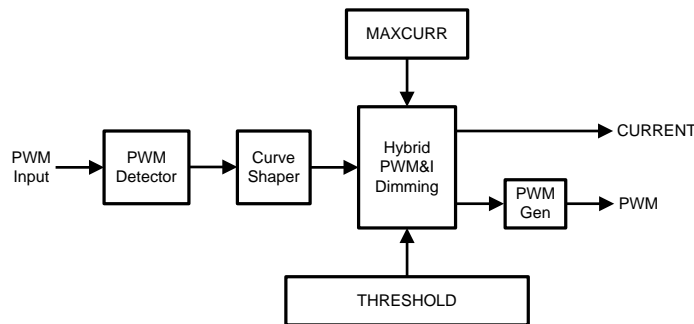 MAXCURR
PWM
Input
PWM
Detector
Curve
Shaper
Hybrid
PWM&I
Dimming
CURRENT
PWM
Gen
PWM
THRESHOLD